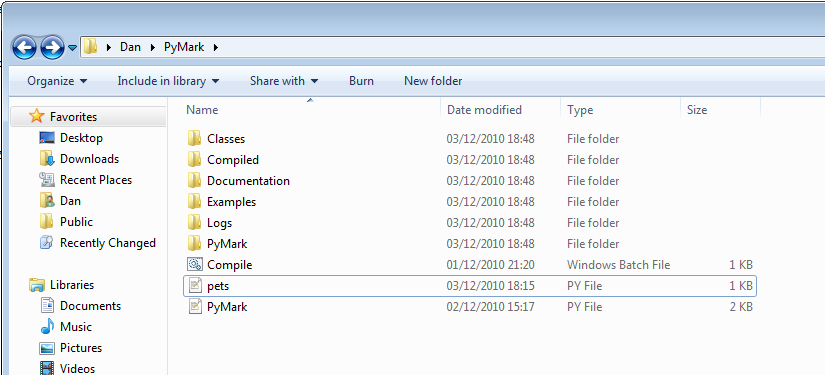 Dan PyMark
Organize Include in library Share with Burn New folder
Name Date modified Type Size
Favorites
Desktop
Downloads
Recent Places
Dan
Public
Recently Changed
Libraries
Documents
Music
Pictures
Videos
Classes 03/12/2010 18:48 File folder
Compiled 03/12/2010 18:48 File folder
Documentation 03/12/2010 18:48 File folder
Examples 03/12/2010 18:48 File folder
Logs 03/12/2010 18:48 File folder
PyMark 03/12/2010 18:48 File folder
Compile 01/12/2010 21:20 Windows Batch File 1 KB
pets 03/12/2010 18:15 PY File 1 KB
PyMark 02/12/2010 15:17 PY File 2 KB